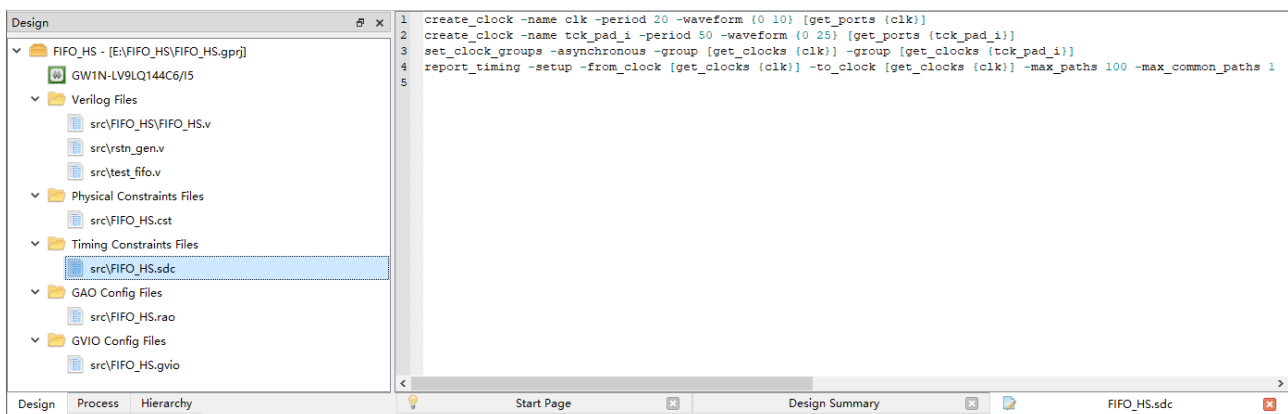 Design
FIFO_HS - [E:\FIFO_HS\FIFO_HS.gprj]
GW1N-LV9LQ144C6/I5
Verilog Files
src\FIFO_HS\FIFO_HS.v
src\rstn_gen.v
src\test_fifo.v
Physical Constraints Files
src\FIFO_HS.cst
Timing Constraints Files
src\FIFO_HS.sdc
GAO Config Files
src\FIFO_HS.rao
GVIO Config Files
src\FIFO_HS.gvio
Design Process Hierarchy
1 create_clock -name clk -period 20 -waveform {0 10} [get_ports {clk}]
2 create_clock -name tck_pad_i -period 50 -waveform {0 25} [get_ports {tck_pad_i}]
3 set_clock_groups -asynchronous -group [get_clocks {clk}] -group [get_clocks {tck_pad_i}]
4 report_timing -setup -from_clock [get_clocks {clk}] -to_clock [get_clocks {clk}] -max_paths 100 -max_common_paths 1
5
Start Page Design Summary FIFO_HS.sdc